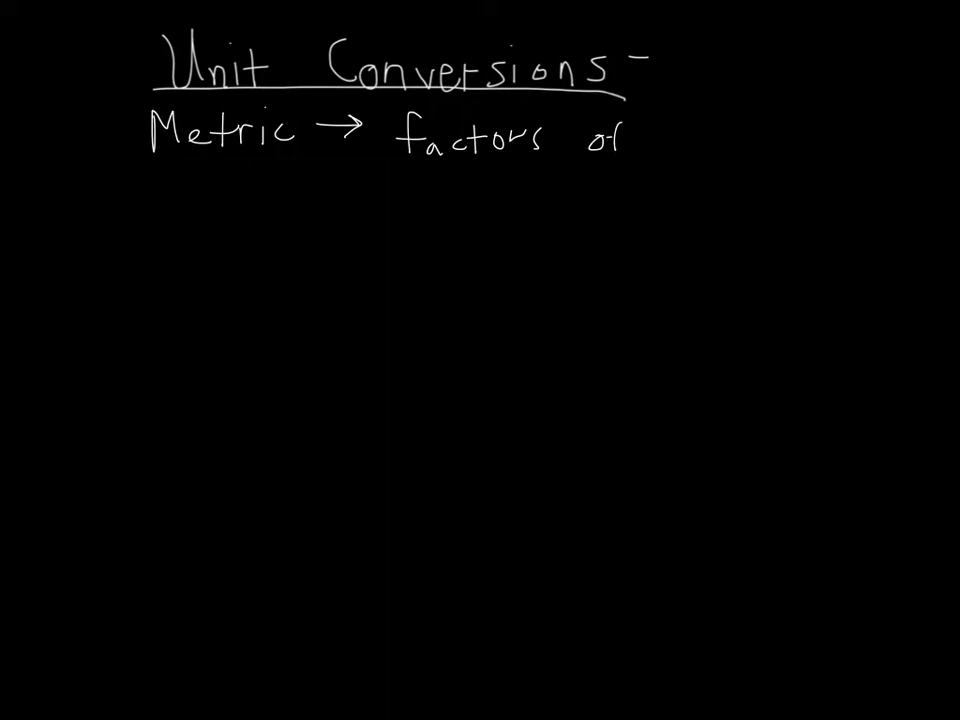 Unit Conversions -
Metric → factors of